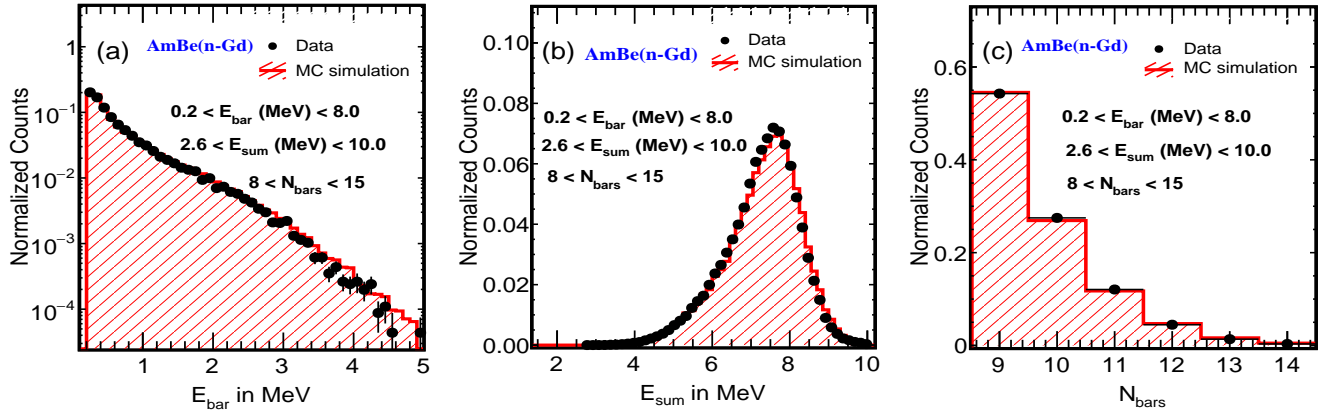 (a)
AmBe(n-Gd)
Data
MC simulation
0.2 < E_bar (MeV) < 8.0
2.6 < E_sum (MeV) < 10.0
8 < N_bars < 15
Normalized Counts
1
10⁻¹
10⁻²
10⁻³
10⁻⁴
1 2 3 4 5
E_bar in MeV
(b)
AmBe(n-Gd)
Data
MC simulation
0.2 < E_bar (MeV) < 8.0
2.6 < E_sum (MeV) < 10.0
8 < N_bars < 15
Normalized Counts
0.10
0.08
0.06
0.04
0.02
0.00
2 4 6 8 10
E_sum in MeV
(c)
AmBe(n-Gd)
Data
MC simulation
0.2 < E_bar (MeV) < 8.0
2.6 < E_sum (MeV) < 10.0
8 < N_bars < 15
Normalized Counts
0.6
0.4
0.2
0
9 10 11 12 13 14
N_bars